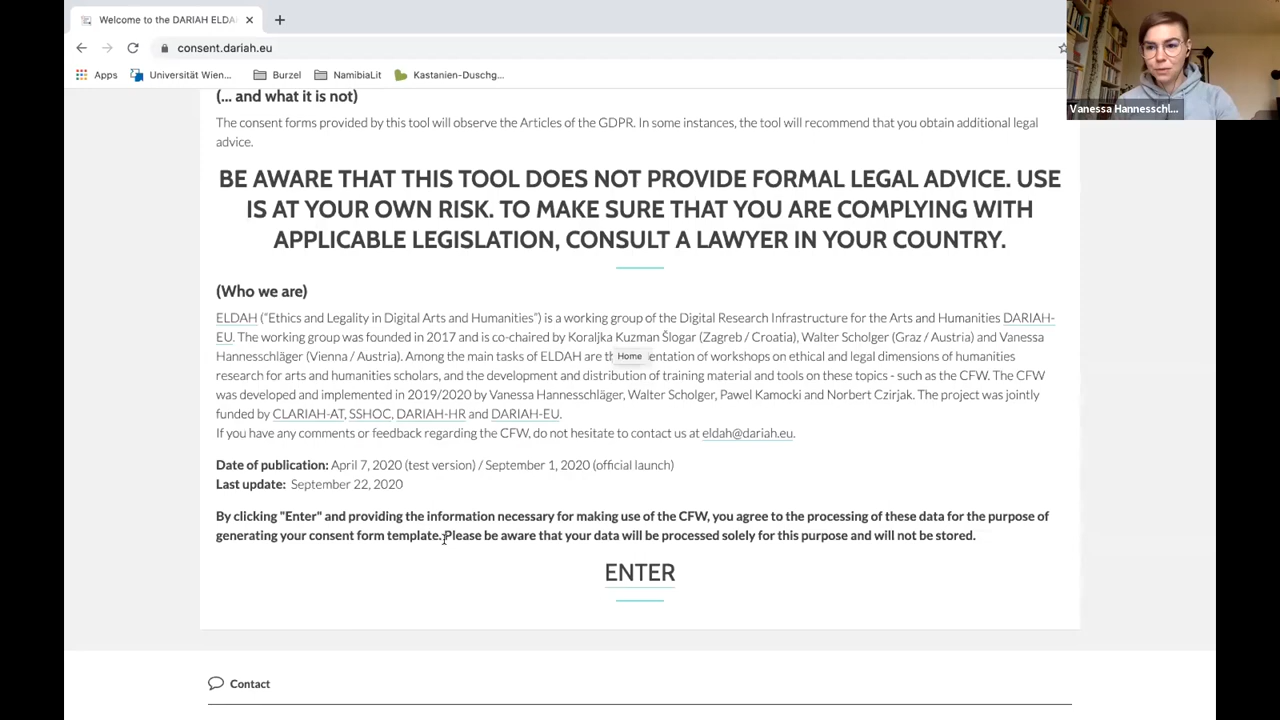 Welcome to the DARIAH ELDA
consent.dariah.eu
Apps
Universität Wien...
Burzel
NamibiaLit
Kastanien-Duschg...
Vanessa Hannesschl...
(... and what it is not)
The consent forms provided by this tool will observe the Articles of the GDPR. In some instances, the tool will recommend that you obtain additional legal
advice.
BE AWARE THAT THIS TOOL DOES NOT PROVIDE FORMAL LEGAL ADVICE. USE
IS AT YOUR OWN RISK. TO MAKE SURE THAT YOU ARE COMPLYING WITH
APPLICABLE LEGISLATION, CONSULT A LAWYER IN YOUR COUNTRY.
(Who we are)
ELDAH (“Ethics and Legality in Digital Arts and Humanities”) is a working group of the Digital Research Infrastructure for the Arts and Humanities DARIAH-
EU. The working group was founded in 2017 and is co-chaired by Koraljka Kuzman Šlogar (Zagreb / Croatia), Walter Scholger (Graz / Austria) and Vanessa
Hannesschläger (Vienna / Austria). Among the main tasks of ELDAH are Home of workshops on ethical and legal dimensions of humanities
research for arts and humanities scholars, and the development and distribution of training material and tools on these topics - such as the CFW. The CFW
was developed and implemented in 2019/2020 by Vanessa Hannesschläger, Walter Scholger, Pawel Kamocki and Norbert Czirjak. The project was jointly
funded by CLARIAH-AT, SSHOC, DARIAH-HR and DARIAH-EU.
If you have any comments or feedback regarding the CFW, do not hesitate to contact us at eldah@dariah.eu.
Date of publication: April 7, 2020 (test version) / September 1, 2020 (official launch)
Last update: September 22, 2020
By clicking "Enter" and providing the information necessary for making use of the CFW, you agree to the processing of these data for the purpose of
generating your consent form template. Please be aware that your data will be processed solely for this purpose and will not be stored.
ENTER
Contact